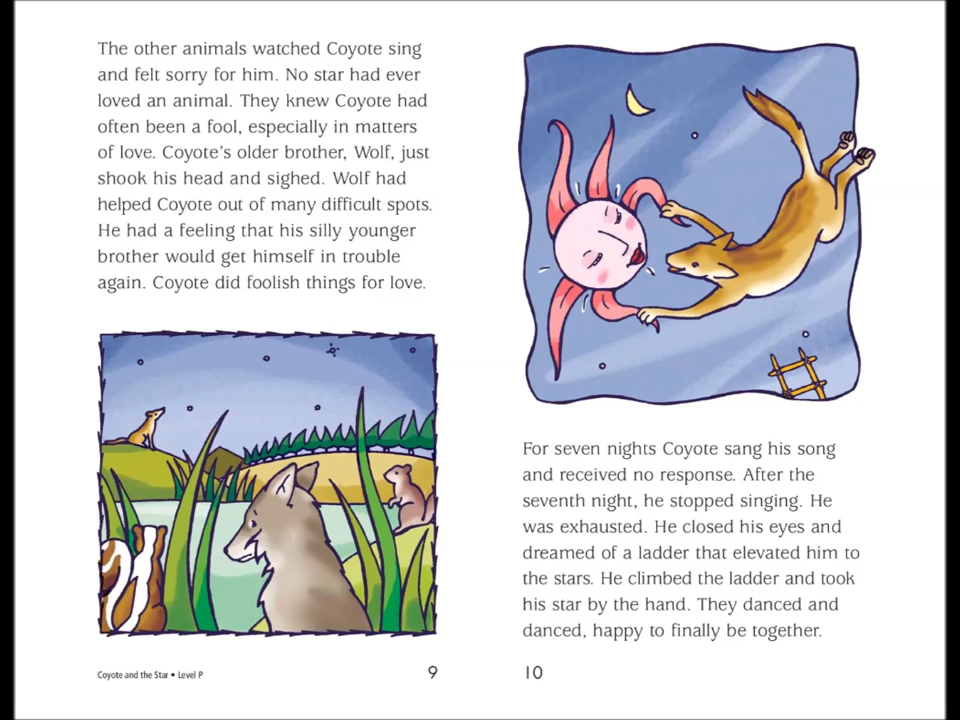 The other animals watched Coyote sing
and felt sorry for him. No star had ever
loved an animal. They knew Coyote had
often been a fool, especially in matters
of love. Coyote’s older brother, Wolf, just
shook his head and sighed. Wolf had
helped Coyote out of many difficult spots.
He had a feeling that his silly younger
brother would get himself in trouble
again. Coyote did foolish things for love.
Coyote and the Star • Level P
9
For seven nights Coyote sang his song
and received no response. After the
seventh night, he stopped singing. He
was exhausted. He closed his eyes and
dreamed of a ladder that elevated him to
the stars. He climbed the ladder and took
his star by the hand. They danced and
danced, happy to finally be together.
10